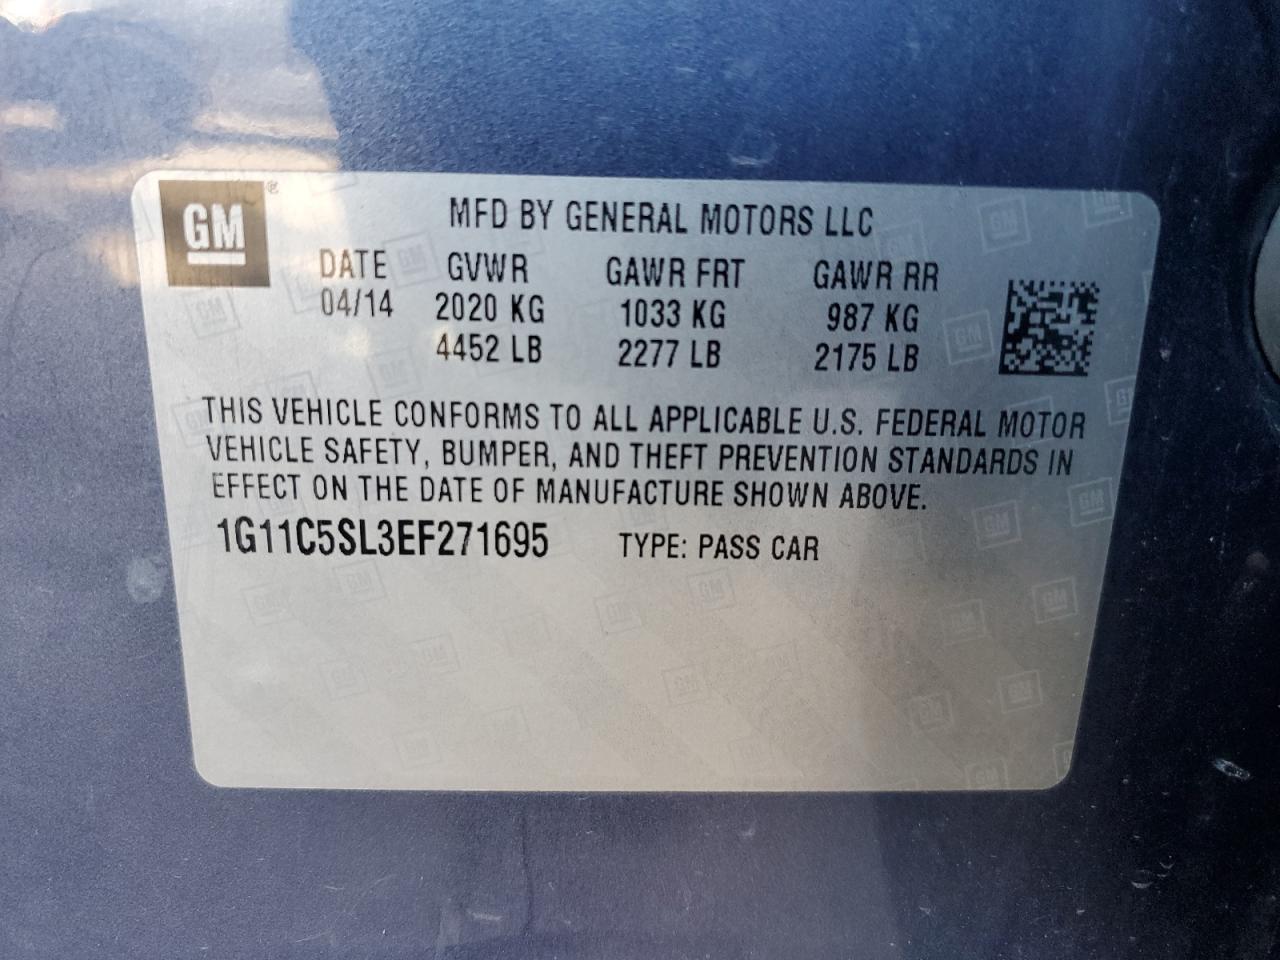 GM®
MFD BY GENERAL MOTORS LLC
DATE GVWR GAWR FRT GAWR RR
04/14 2020 KG 1033 KG 987 KG
4452 LB 2277 LB 2175 LB
THIS VEHICLE CONFORMS TO ALL APPLICABLE U.S. FEDERAL MOTOR
VEHICLE SAFETY, BUMPER, AND THEFT PREVENTION STANDARDS IN
EFFECT ON THE DATE OF MANUFACTURE SHOWN ABOVE.
1G11C5SL3EF271695 TYPE: PASS CAR